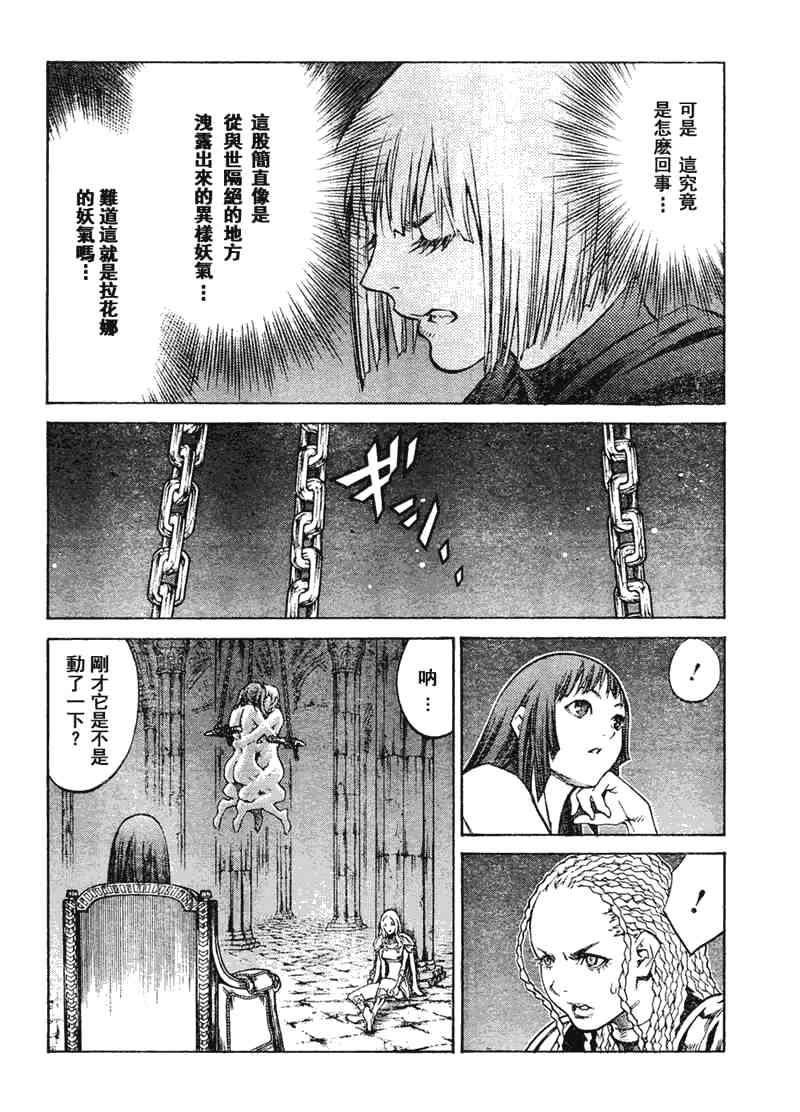 可是 這究竟
是怎麼回事…
這股簡直像是
從與世隔絕的地方
洩露出來的異樣妖氣…
難道這就是拉花娜
的妖氣嗎…
ギシッ
！
呐…
剛才它是不是
動了一下？
！